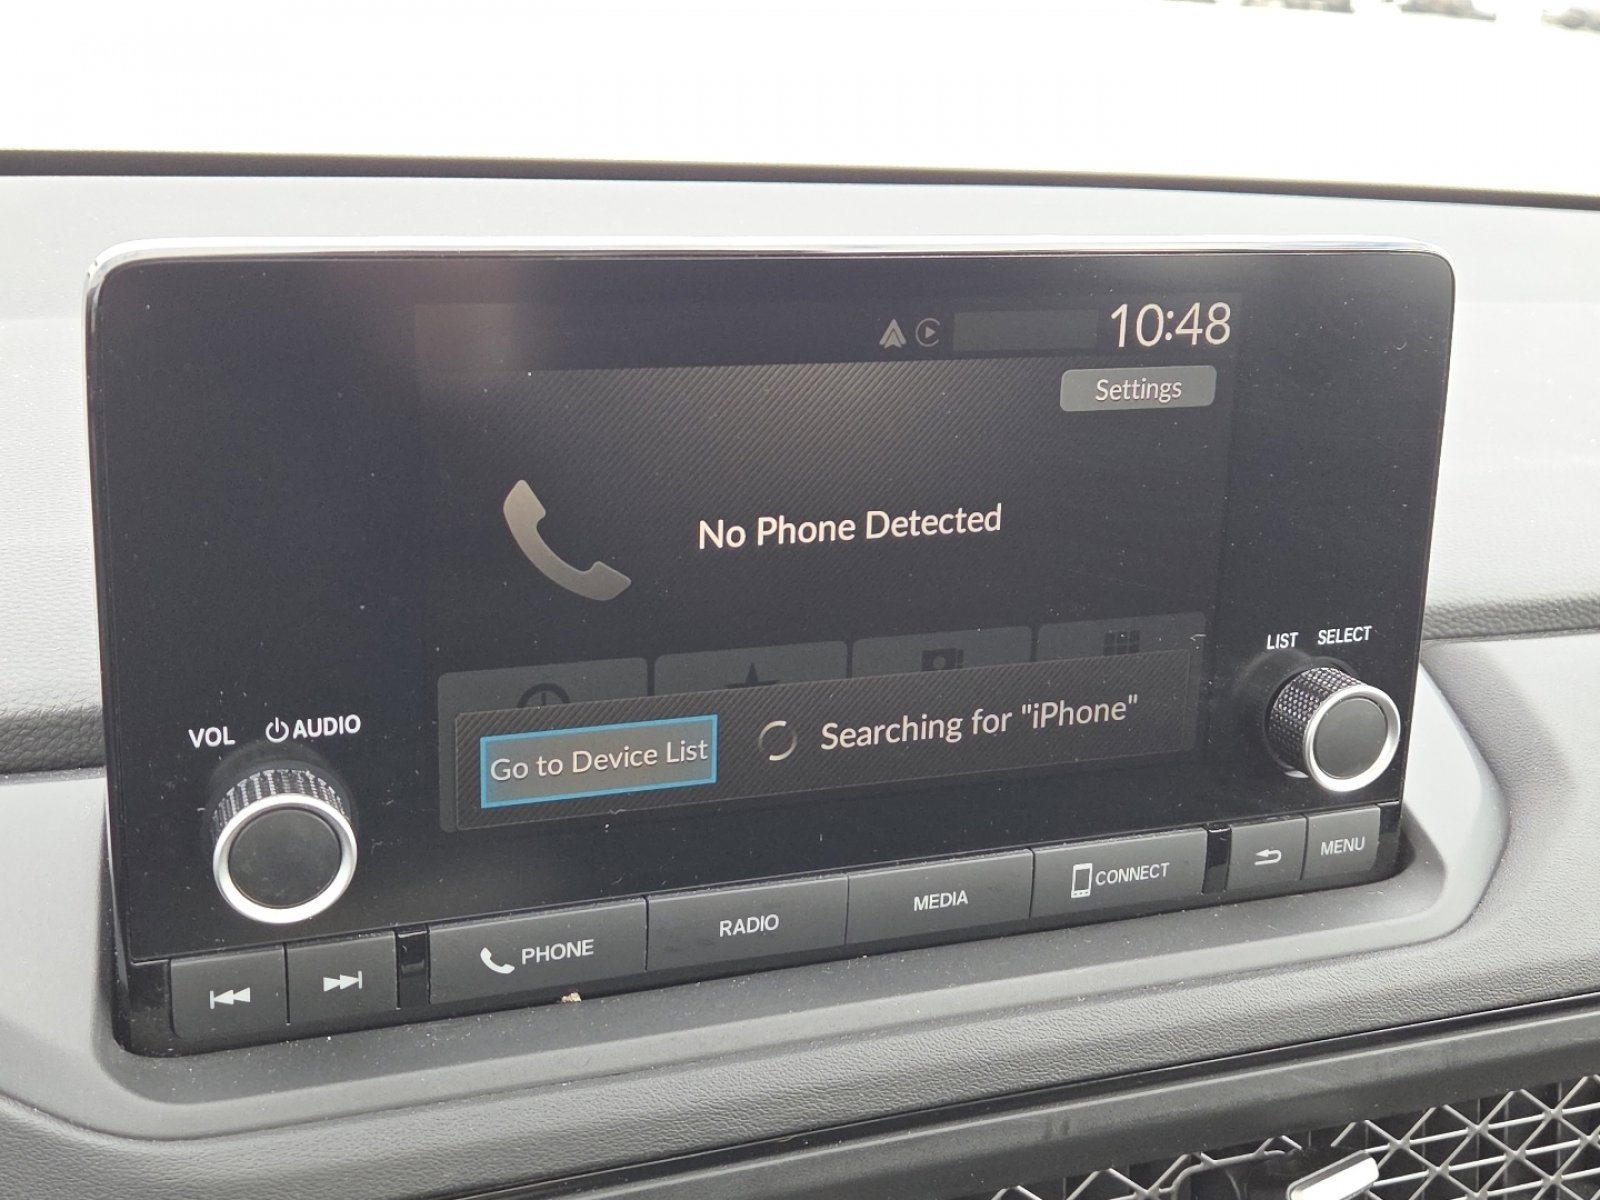 10:48
Settings
No Phone Detected
Go to Device List
Searching for "iPhone"
LIST SELECT
VOL AUDIO
PHONE
RADIO
MEDIA
CONNECT
MENU